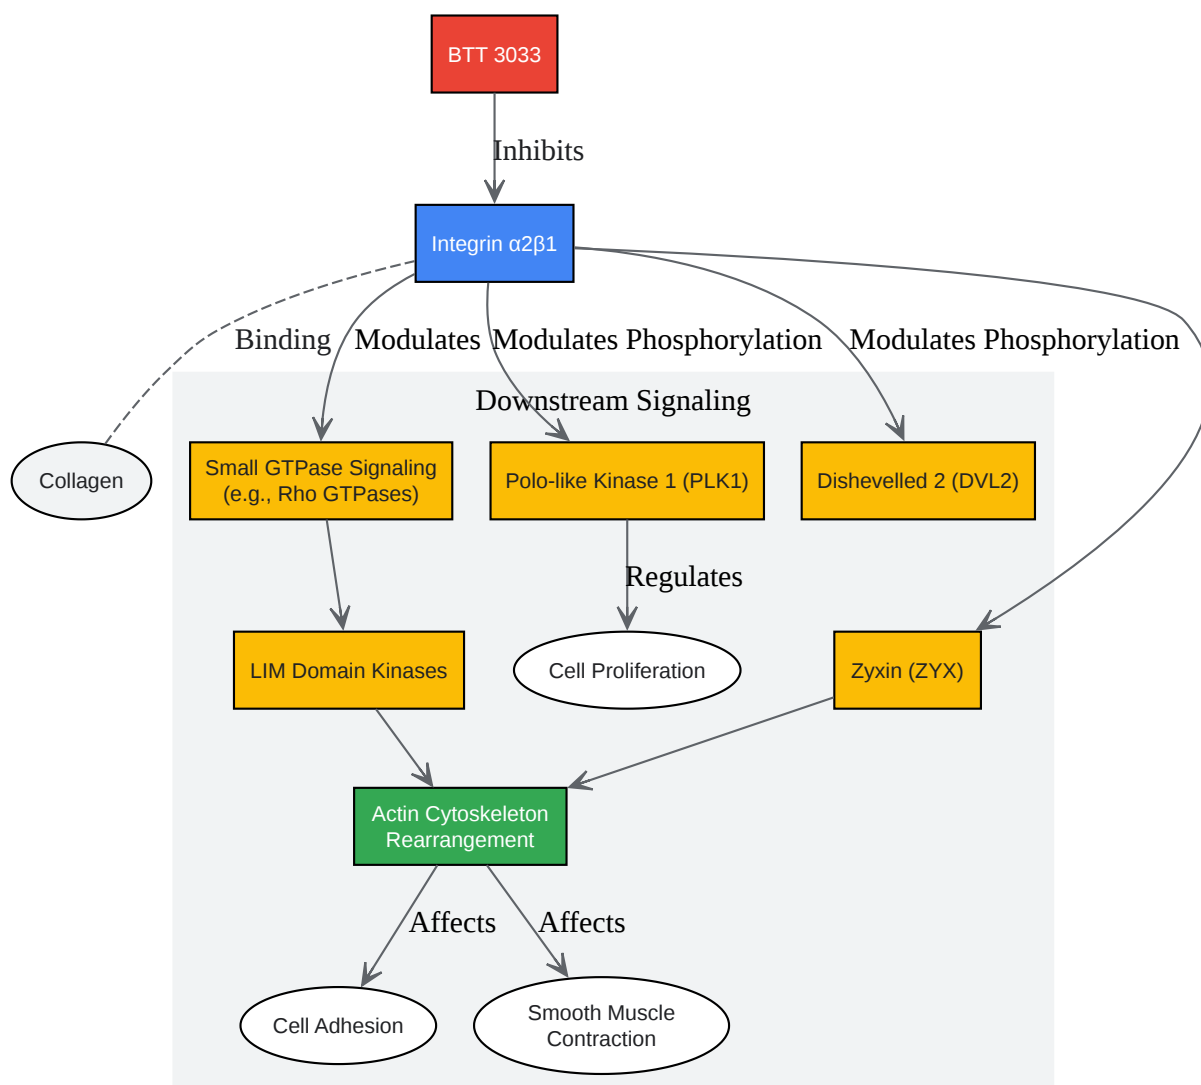 BTT 3033
Inhibits
Integrin α2β1
Binding
Modulates
Modulates Phosphorylation
Modulates Phosphorylation
Downstream Signaling
Collagen
Small GTPase Signaling
(e.g., Rho GTPases)
Polo-like Kinase 1 (PLK1)
Dishevelled 2 (DVL2)
Regulates
LIM Domain Kinases
Cell Proliferation
Zyxin (ZYX)
Actin Cytoskeleton
Rearrangement
Affects
Affects
Cell Adhesion
Smooth Muscle
Contraction